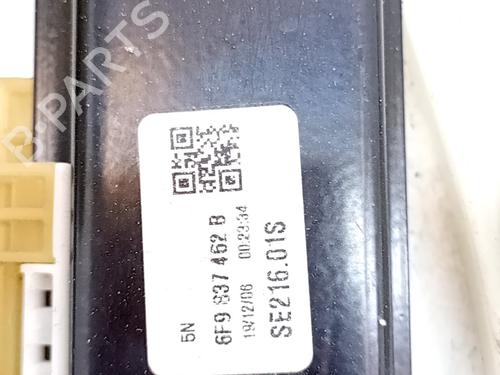 B-PARTS
5N
6F9 837 462 B
19/12/06 00:23:34
SE216.01S